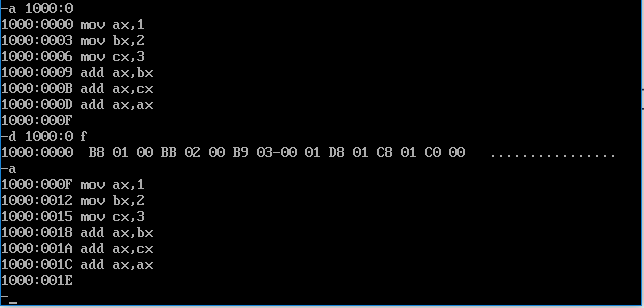 -a 1000:0
1000:0000 mov ax,1
1000:0003 mov bx,2
1000:0006 mov cx,3
1000:0009 add ax,bx
1000:000B add ax,cx
1000:000D add ax,ax
1000:000F
-d 1000:0 f
1000:0000  B8 01 00 BB 02 00 B9 03-00 01 D8 01 C8 01 C0 00   ................
-a
1000:000F mov ax,1
1000:0012 mov bx,2
1000:0015 mov cx,3
1000:0018 add ax,bx
1000:001A add ax,cx
1000:001C add ax,ax
1000:001E
-_